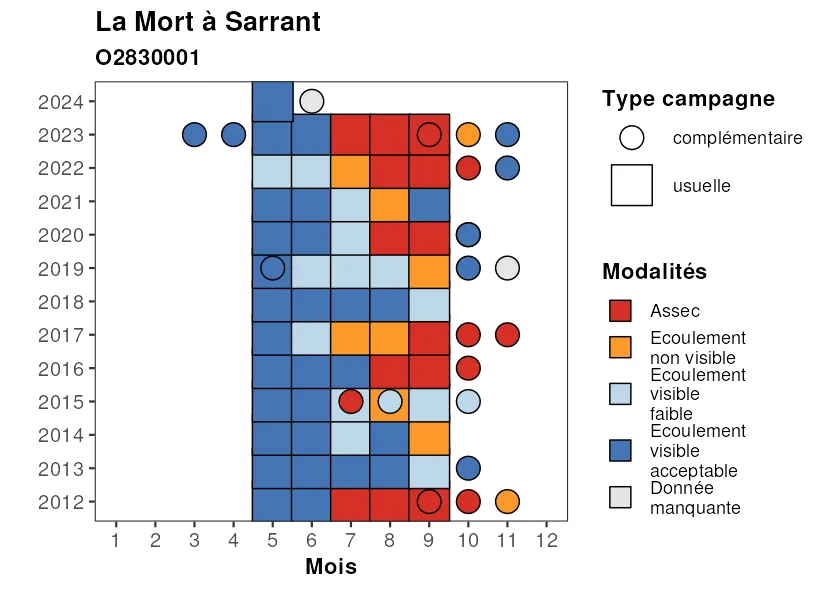 La Mort à Sarrant
O2830001
2024
2023
2022
2021
2020
2019
2018
2017
2016
2015
2014
2013
2012
1 2 3 4 5 6 7 8 9 10 11 12
Mois
Type campagne
complémentaire
usuelle
Modalités
Assec
Ecoulement
non visible
Ecoulement
visible
faible
Ecoulement
visible
acceptable
Donnée
manquante